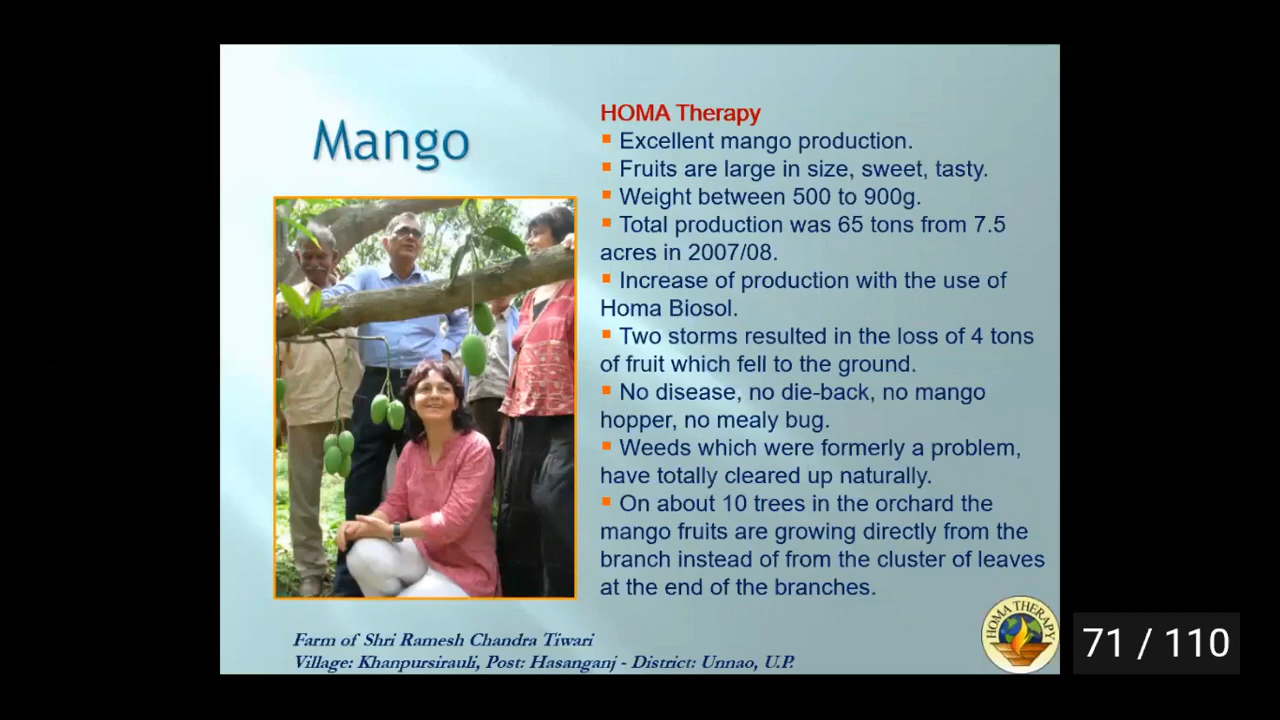 Mango
HOMA Therapy
▪ Excellent mango production.
▪ Fruits are large in size, sweet, tasty.
▪ Weight between 500 to 900g.
▪ Total production was 65 tons from 7.5
acres in 2007/08.
▪ Increase of production with the use of
Homa Biosol.
▪ Two storms resulted in the loss of 4 tons
of fruit which fell to the ground.
▪ No disease, no die-back, no mango
hopper, no mealy bug.
▪ Weeds which were formerly a problem,
have totally cleared up naturally.
▪ On about 10 trees in the orchard the
mango fruits are growing directly from the
branch instead of from the cluster of leaves
at the end of the branches.
Farm of Shri Ramesh Chandra Tiwari
Village: Khanpursirauli, Post: Hasanganj - District: Unnao, U.P.
HOMA THERAPY
71 / 110